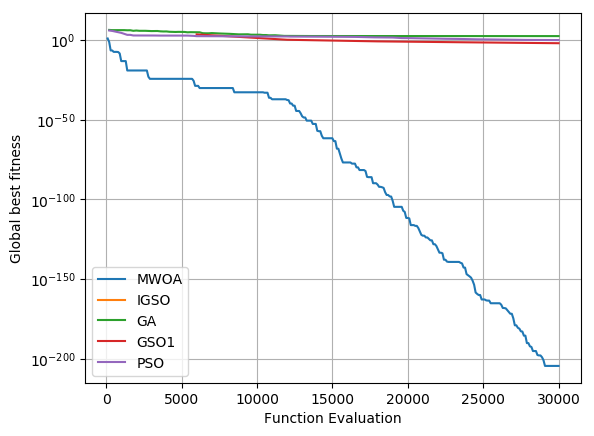 Global best fitness
10^0
10^-50
10^-100
10^-150
10^-200
MWOA
IGSO
GA
GSO1
PSO
0 5000 10000 15000 20000 25000 30000
Function Evaluation